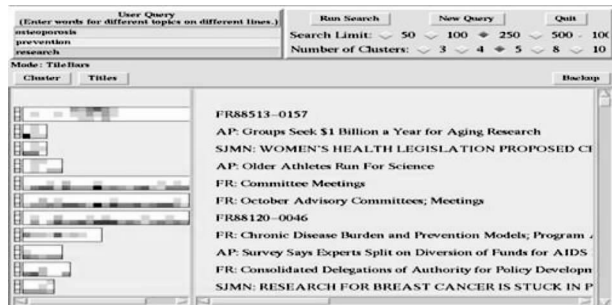 User Query
(Enter words for different topics on different lines.)
osteoporosis
prevention
research
Run Search New Query Quit
Search Limit: 50 100 250 500 100
Number of Clusters: 3 4 5 8 10
Mode: TileBars
Cluster Titles Backup
FR88513-0157
AP: Groups Seek $1 Billion a Year for Aging Research
SJMN: WOMEN'S HEALTH LEGISLATION PROPOSED CF
AP: Older Athletes Run For Science
FR: Committee Meetings
FR: October Advisory Committees; Meetings
FR88120-0046
FR: Chronic Disease Burden and Prevention Models; Program
AP: Survey Says Experts Split on Diversion of Funds for AIDS
FR: Consolidated Delegations of Authority for Policy Developm
SJMN: RESEARCH FOR BREAST CANCER IS STUCK IN P